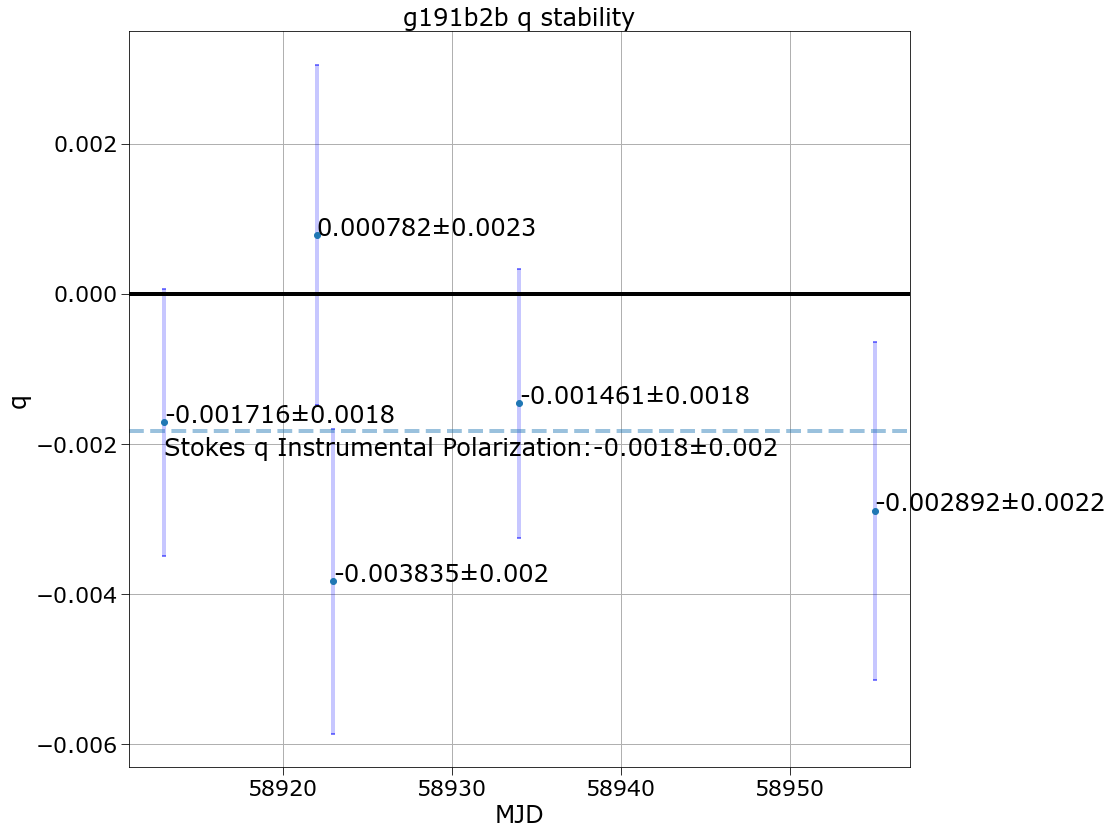 g191b2b q stability
0.002
0.000782±0.0023
0.000
-0.001461±0.0018
-0.001716±0.0018
q
−0.002
Stokes q Instrumental Polarization:-0.0018±0.002
-0.002892±0.0022
-0.003835±0.002
−0.004
−0.006
58920 58930 58940 58950
MJD